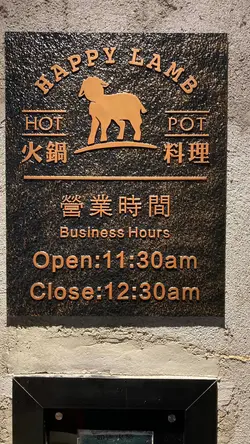 HAPPY LAMB
HOT POT
火鍋 料理
營業時間
Business Hours
Open:11:30am
Close:12:30am